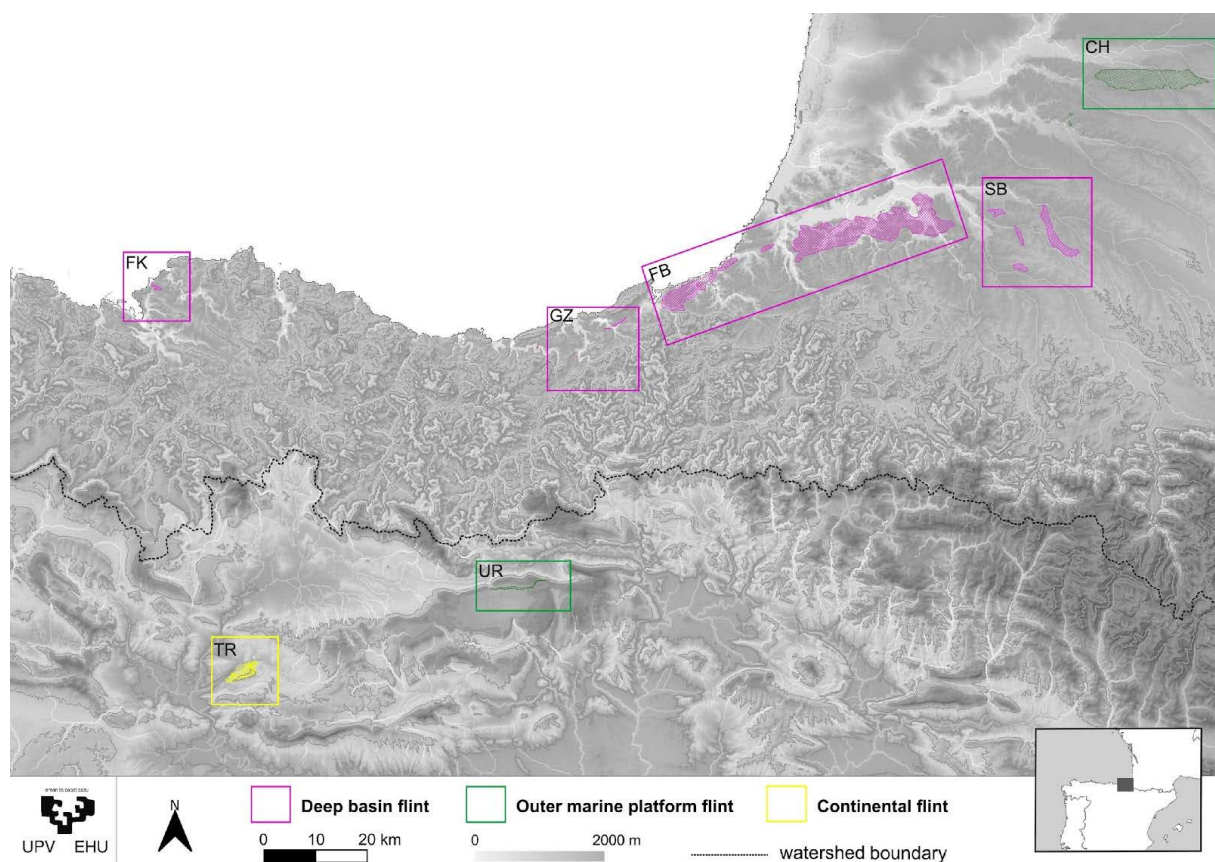 CH
SB
FK
FB
GZ
UR
TR
N
Deep basin flint
Outer marine platform flint
Continental flint
UPV EHU
0 10 20 km
0 2000 m
watershed boundary